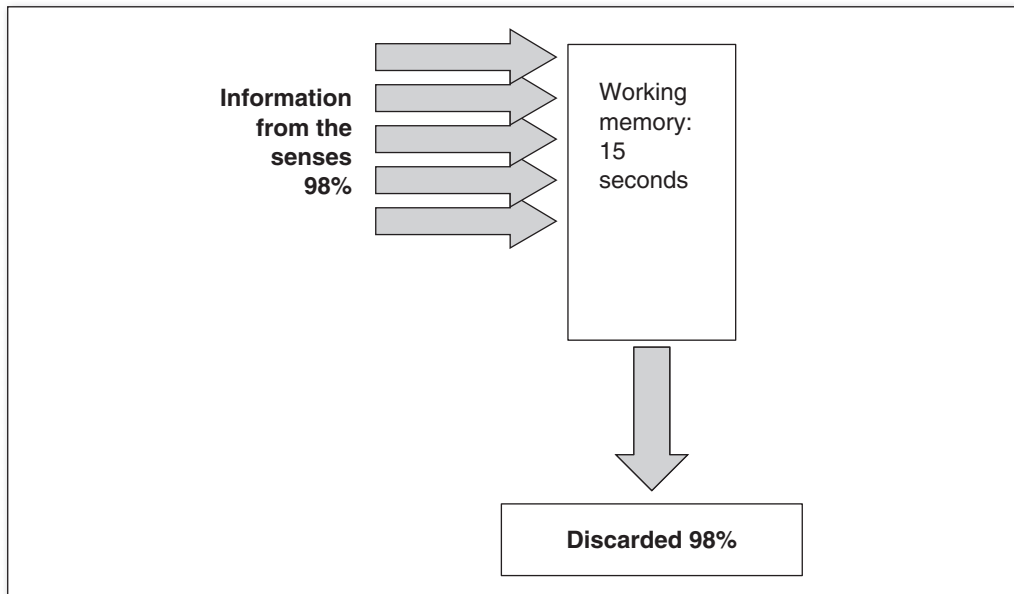 Information
from the
senses
98%
Working
memory:
15
seconds
Discarded 98%